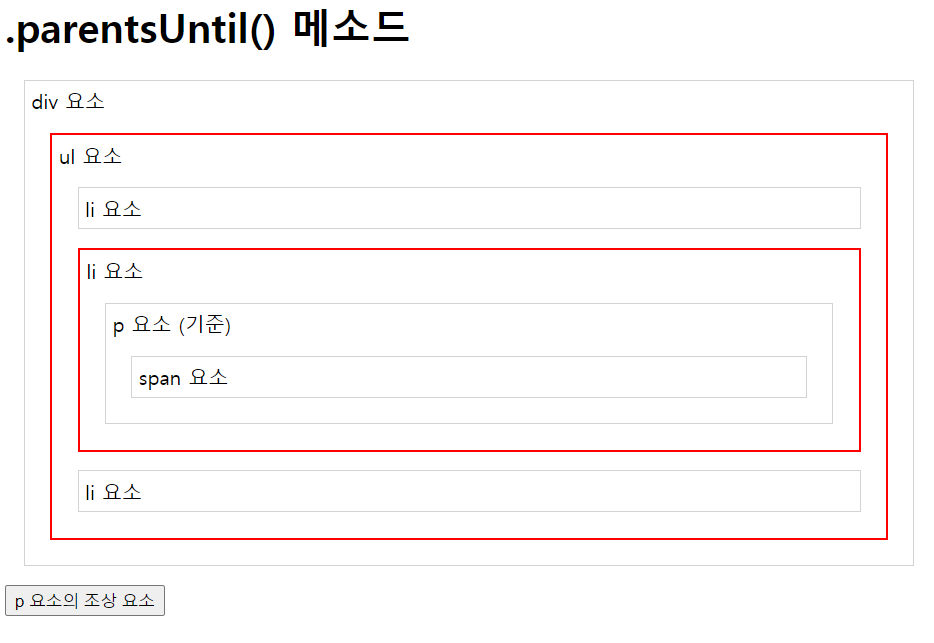 .parentsUntil() 메소드
div 요소
ul 요소
li 요소
li 요소
p 요소 (기준)
span 요소
li 요소
p 요소의 조상 요소